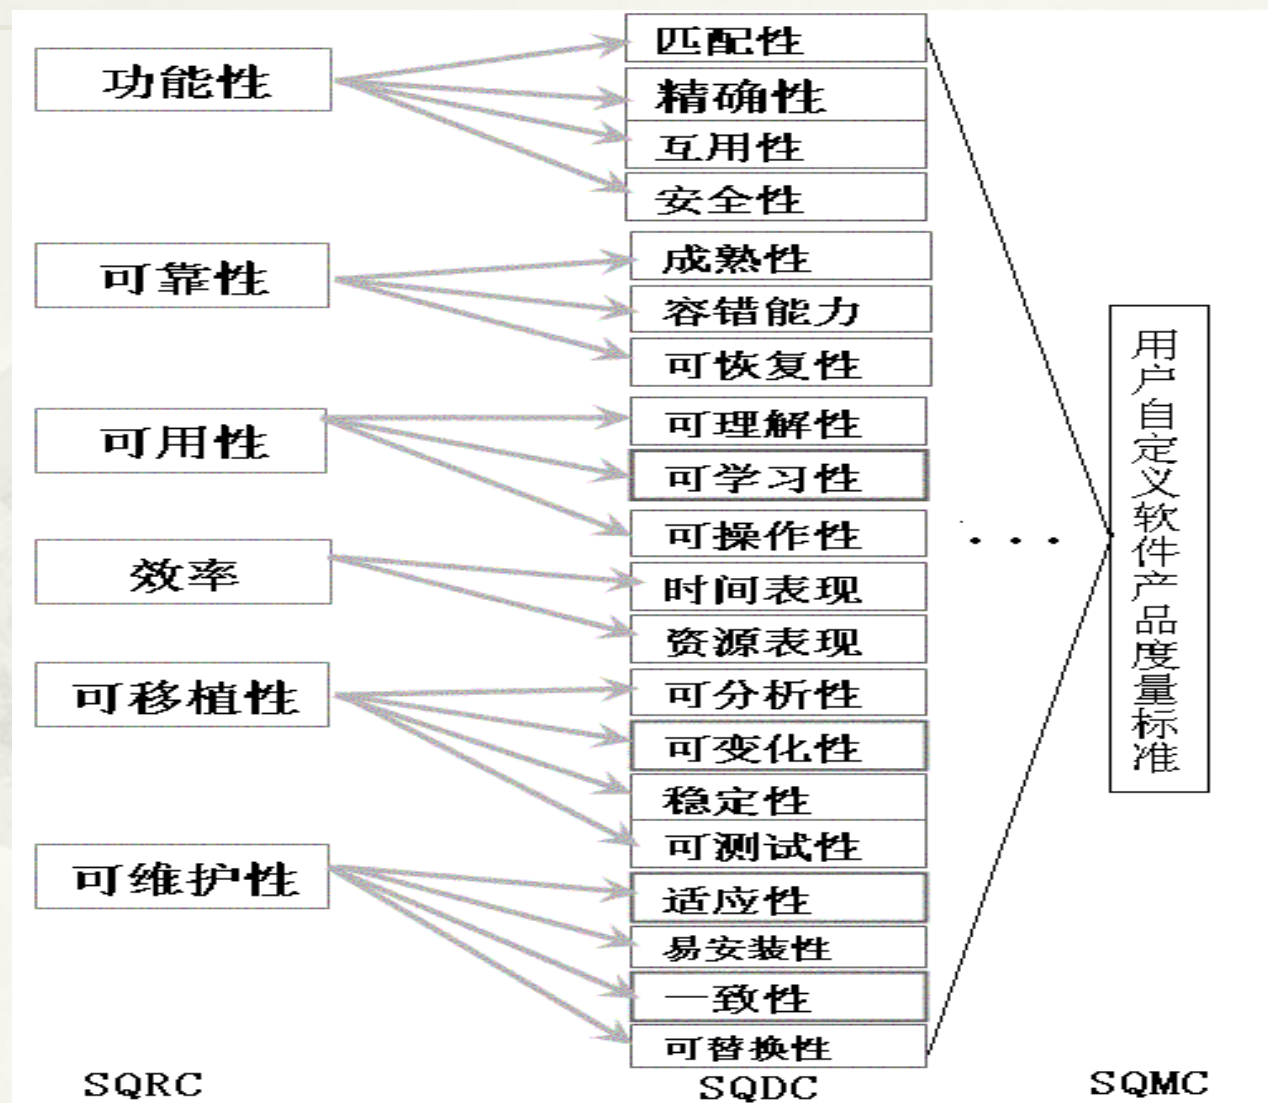 功能性
可靠性
可用性
效率
可移植性
可维护性
SQRC
匹配性
精确性
互用性
安全性
成熟性
容错能力
可恢复性
可理解性
可学习性
可操作性
时间表现
资源表现
可分析性
可变化性
稳定性
可测试性
适应性
易安装性
一致性
可替换性
SQDC
...
用户自定义软件产品度量标准
SQMC